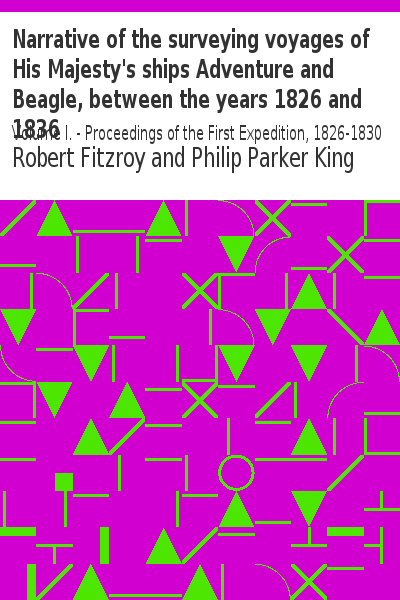 Narrative of the surveying voyages of
His Majesty's ships Adventure and
Beagle, between the years 1826 and
1836
Volume I. - Proceedings of the First Expedition, 1826-1830
Robert Fitzroy and Philip Parker King